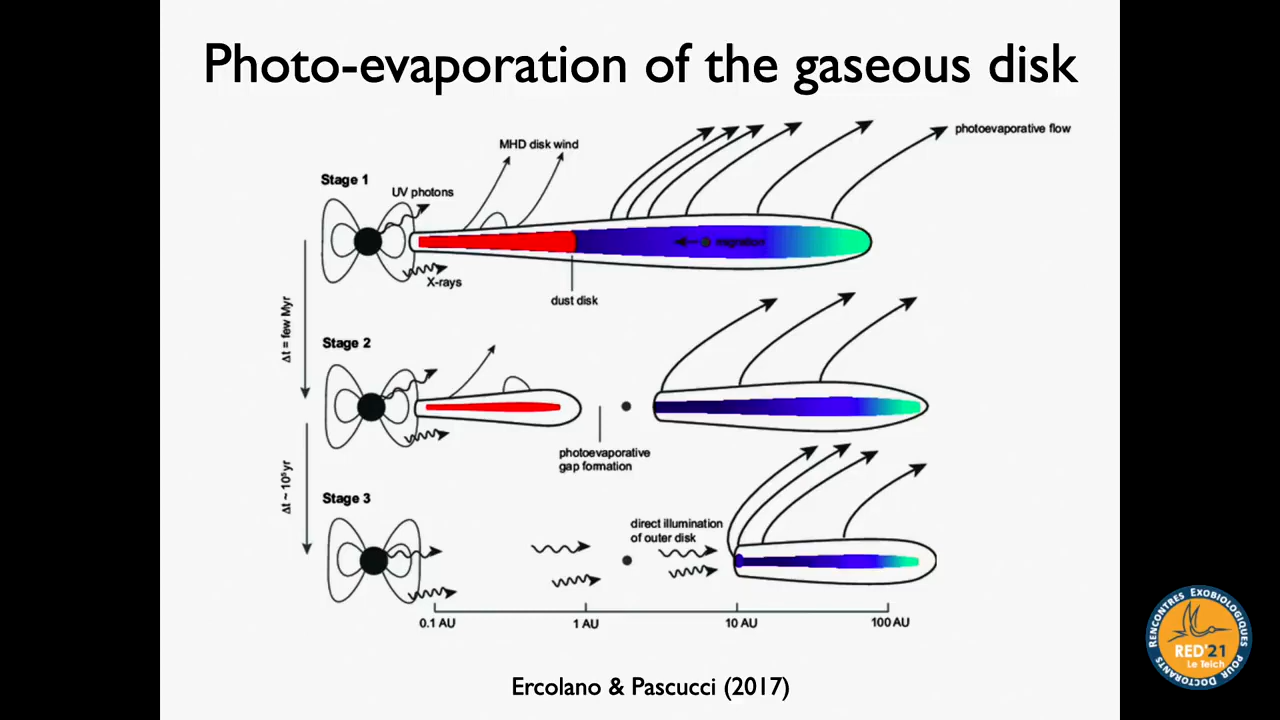 Photo-evaporation of the gaseous disk
photoevaporative flow
MHD disk wind
Stage 1
UV photons
migration
X-rays
dust disk
Δt = few Myr
Stage 2
photoevaporative
gap formation
Δt ~ 10⁵yr
Stage 3
direct illumination
of outer disk
0.1 AU
1 AU
10 AU
100 AU
Ercolano & Pascucci (2017)
RENCONTRES EXOBIOLOGIQUES
POUR DOCTORANTS
RED'21
Le Teich